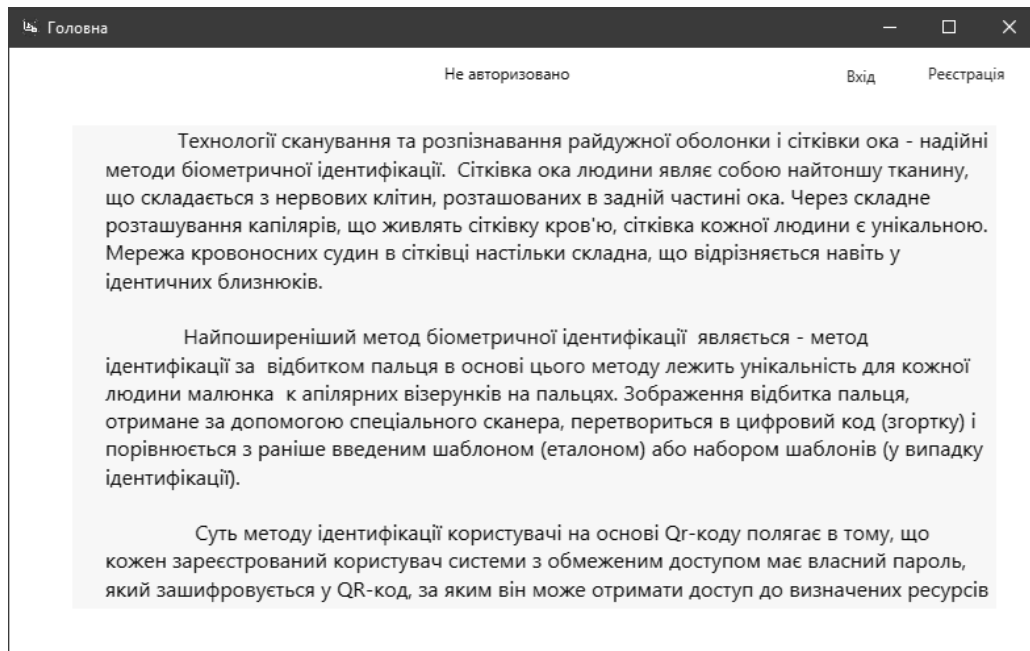 Головна
Не авторизовано
Вхід
Реєстрація
Технології сканування та розпізнавання райдужної оболонки і сітківки ока - надійні
методи біометричної ідентифікації.  Сітківка ока людини являє собою найтоншу тканину,
що складається з нервових клітин, розташованих в задній частині ока. Через складне
розташування капілярів, що живлять сітківку кров'ю, сітківка кожної людини є унікальною.
Мережа кровоносних судин в сітківці настільки складна, що відрізняється навіть у
ідентичних близнюків.
Найпоширеніший метод біометричної ідентифікації  являється - метод
ідентифікації за  відбитком пальця в основі цього методу лежить унікальність для кожної
людини малюнка  к апілярних візерунків на пальцях. Зображення відбитка пальця,
отримане за допомогою спеціального сканера, перетвориться в цифровий код (згортку) і
порівнюється з раніше введеним шаблоном (еталоном) або набором шаблонів (у випадку
ідентифікації).
Суть методу ідентифікації користувачі на основі Qr-коду полягає в тому, що
кожен зареєстрований користувач системи з обмеженим доступом має власний пароль,
який зашифровується у QR-код, за яким він може отримати доступ до визначених ресурсів